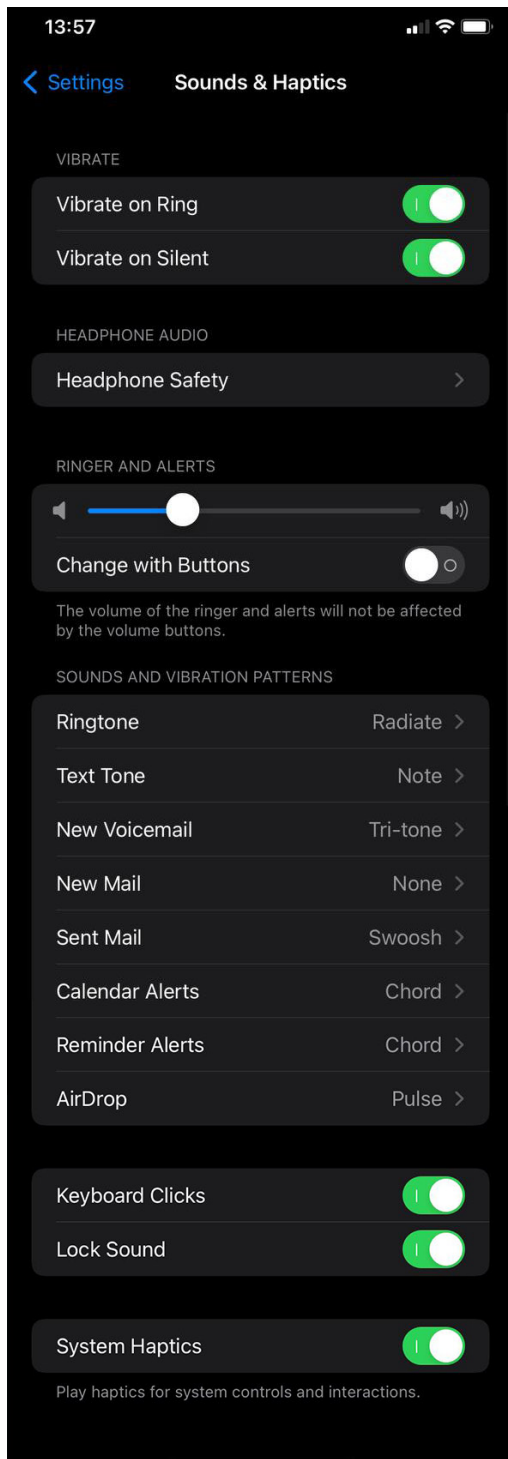 13:57
Settings
Sounds & Haptics
VIBRATE
Vibrate on Ring
Vibrate on Silent
HEADPHONE AUDIO
Headphone Safety
RINGER AND ALERTS
Change with Buttons
The volume of the ringer and alerts will not be affected
by the volume buttons.
SOUNDS AND VIBRATION PATTERNS
Ringtone Radiate
Text Tone Note
New Voicemail Tri-tone
New Mail None
Sent Mail Swoosh
Calendar Alerts Chord
Reminder Alerts Chord
AirDrop Pulse
Keyboard Clicks
Lock Sound
System Haptics
Play haptics for system controls and interactions.